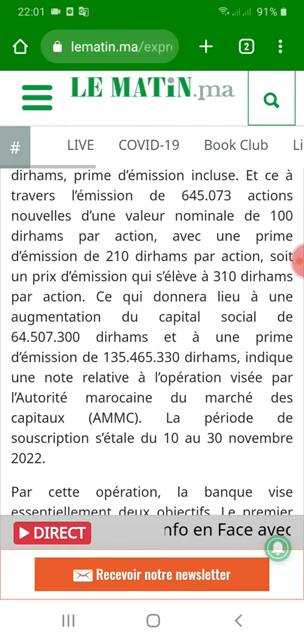 22:01
91%
lematin.ma/expr
2
LE MATiN.ma
# LIVE COVID-19 Book Club Li
dirhams, prime d’émission incluse. Et ce à
travers l’émission de 645.073 actions
nouvelles d’une valeur nominale de 100
dirhams par action, avec une prime
d’émission de 210 dirhams par action, soit
un prix d’émission qui s’élève à 310 dirhams
par action. Ce qui donnera lieu à une
augmentation du capital social de
64.507.300 dirhams et à une prime
d’émission de 135.465.330 dirhams, indique
une note relative à l’opération visée par
l’Autorité marocaine du marché des
capitaux (AMMC). La période de
souscription s’étale du 10 au 30 novembre
2022.
Par cette opération, la banque vise
essentiellement deux objectifs. Le premier
DIRECT nfo en Face avec
Recevoir notre newsletter